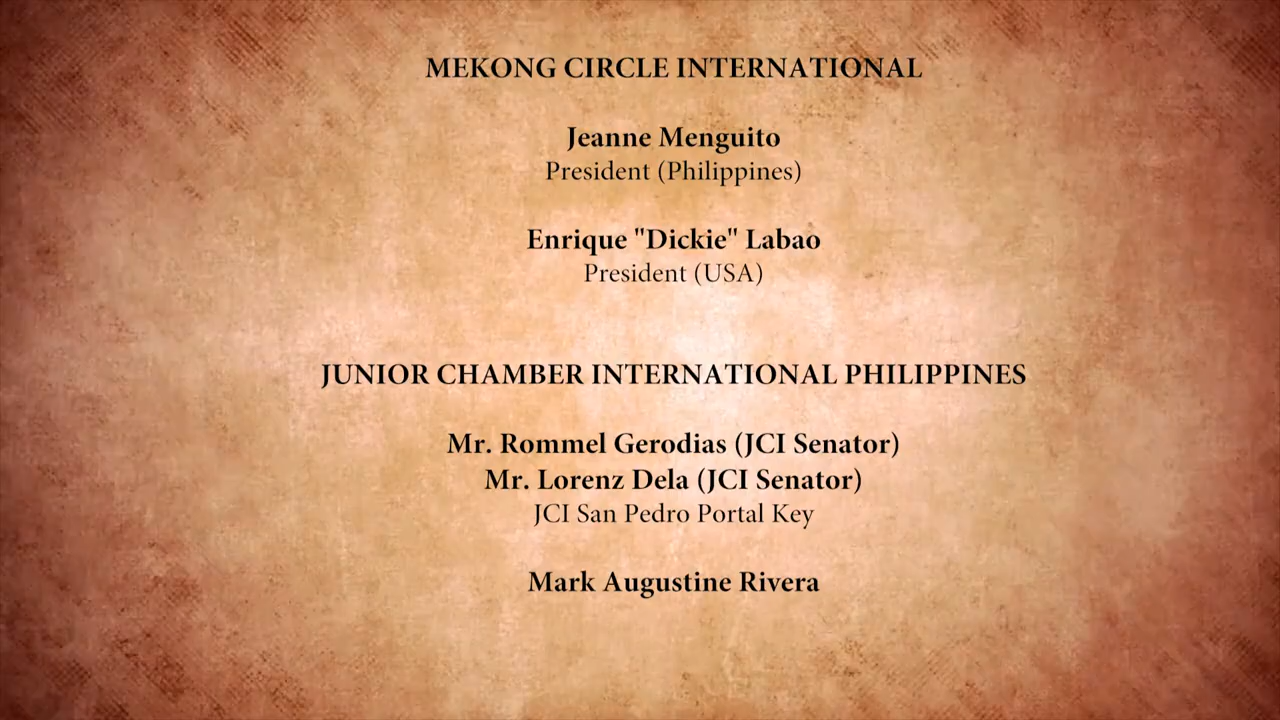 MEKONG CIRCLE INTERNATIONAL
Jeanne Menguito
President (Philippines)
Enrique "Dickie" Labao
President (USA)
JUNIOR CHAMBER INTERNATIONAL PHILIPPINES
Mr. Rommel Gerodias (JCI Senator)
Mr. Lorenz Dela (JCI Senator)
JCI San Pedro Portal Key
Mark Augustine Rivera